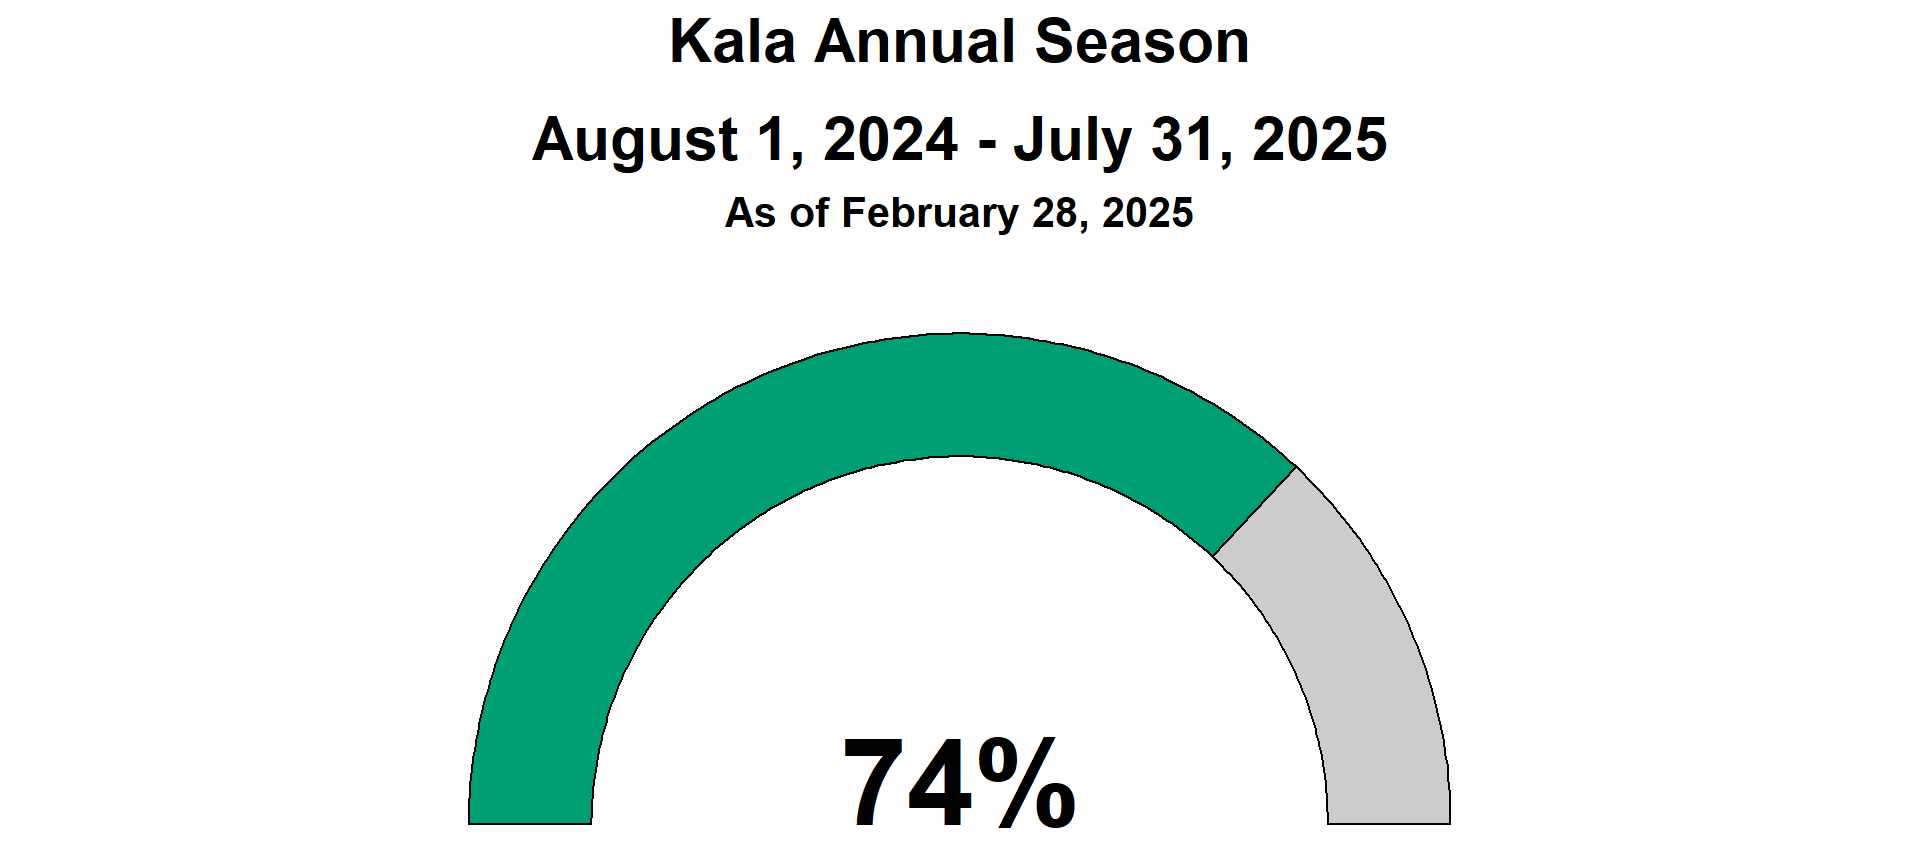 Kala Annual Season
August 1, 2024 - July 31, 2025
As of February 28, 2025
74%